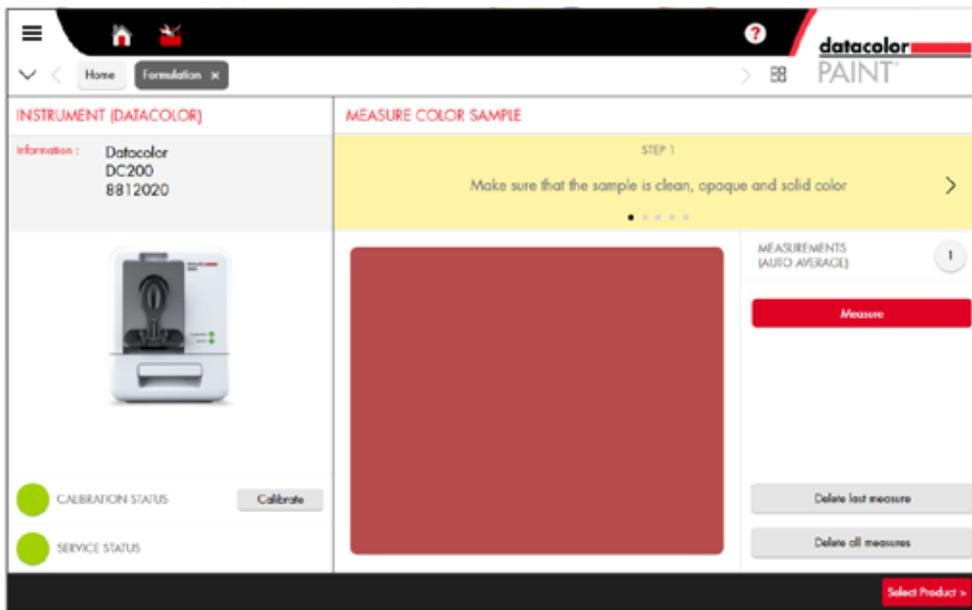 ?
datacolor
PAINT
Home
Formulation ×
INSTRUMENT (DATACOLOR)
MEASURE COLOR SAMPLE
Information :
Datacolor
DC200
8812020
STEP 1
Make sure that the sample is clean, opaque and solid color
MEASUREMENTS
(AUTO AVERAGE)
1
Measure
CALIBRATION STATUS
Calibrate
SERVICE STATUS
Delete last measure
Delete all measures
Select Product >